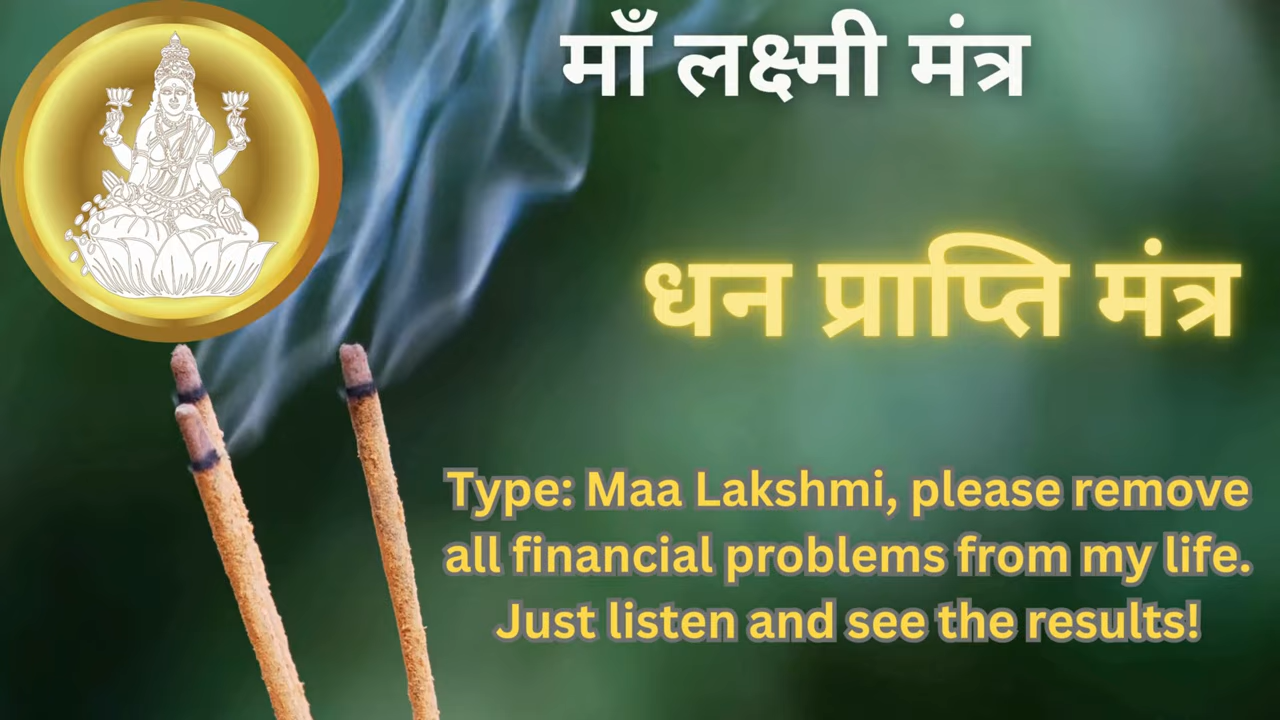 माँ लक्ष्मी मंत्र
धन प्राप्ति मंत्र
Type: Maa Lakshmi, please remove
all financial problems from my life.
Just listen and see the results!